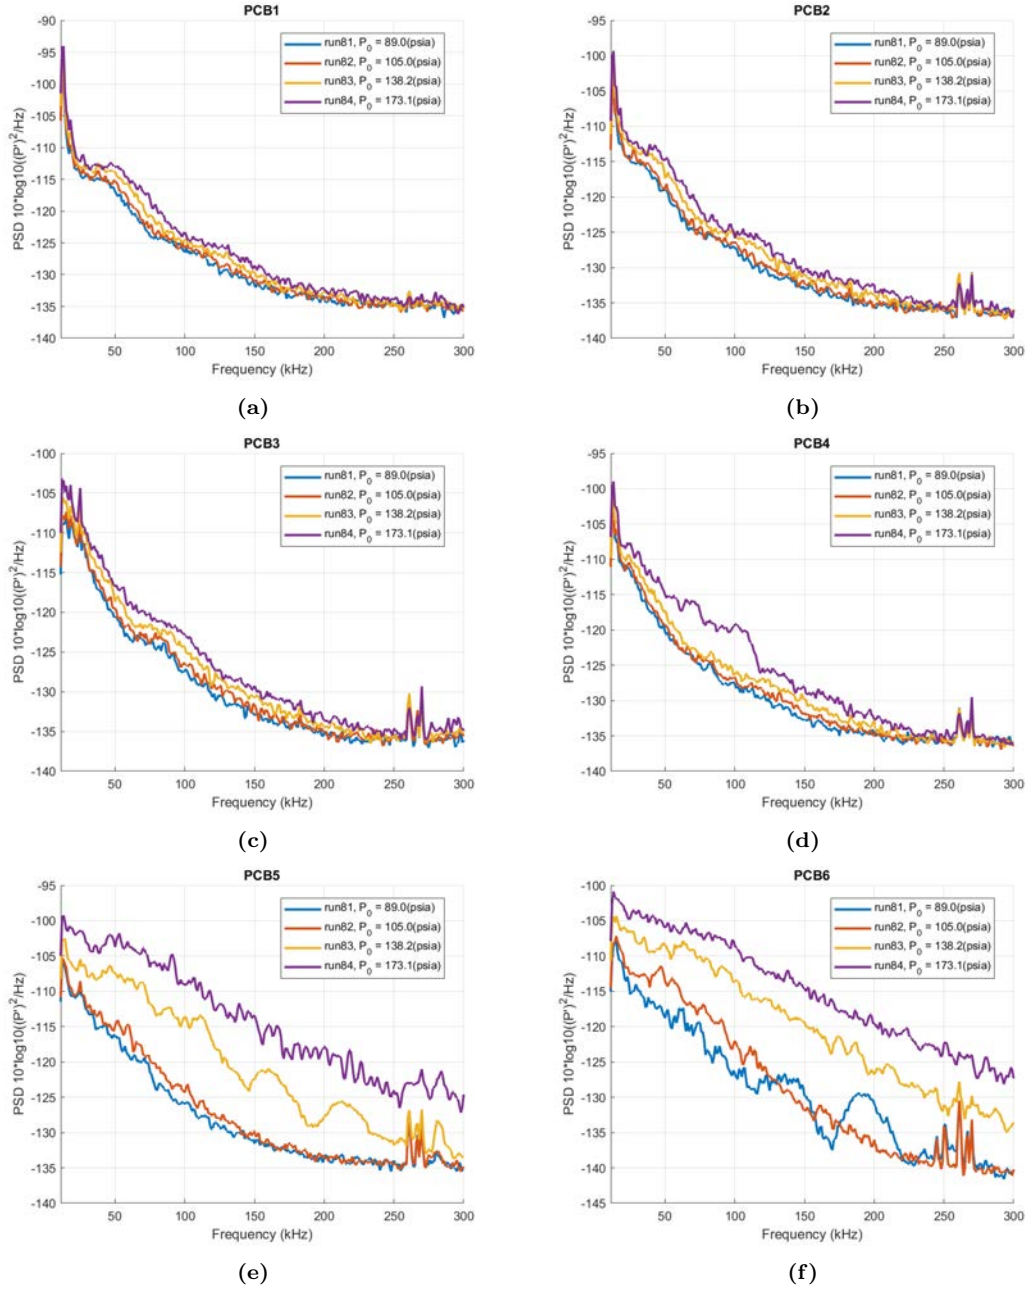 PCB1
PSD 10*log10((P')²/Hz)
-90
-95
-100
-105
-110
-115
-120
-125
-130
-135
-140
run81, P₀ = 89.0(psia)
run82, P₀ = 105.0(psia)
run83, P₀ = 138.2(psia)
run84, P₀ = 173.1(psia)
50 100 150 200 250 300
Frequency (kHz)
(a)
PCB2
PSD 10*log10((P')²/Hz)
-95
-100
-105
-110
-115
-120
-125
-130
-135
-140
run81, P₀ = 89.0(psia)
run82, P₀ = 105.0(psia)
run83, P₀ = 138.2(psia)
run84, P₀ = 173.1(psia)
50 100 150 200 250 300
Frequency (kHz)
(b)
PCB3
PSD 10*log10((P')²/Hz)
-100
-105
-110
-115
-120
-125
-130
-135
-140
run81, P₀ = 89.0(psia)
run82, P₀ = 105.0(psia)
run83, P₀ = 138.2(psia)
run84, P₀ = 173.1(psia)
50 100 150 200 250 300
Frequency (kHz)
(c)
PCB4
PSD 10*log10((P')²/Hz)
-95
-100
-105
-110
-115
-120
-125
-130
-135
-140
run81, P₀ = 89.0(psia)
run82, P₀ = 105.0(psia)
run83, P₀ = 138.2(psia)
run84, P₀ = 173.1(psia)
50 100 150 200 250 300
Frequency (kHz)
(d)
PCB5
PSD 10*log10((P')²/Hz)
-95
-100
-105
-110
-115
-120
-125
-130
-135
-140
run81, P₀ = 89.0(psia)
run82, P₀ = 105.0(psia)
run83, P₀ = 138.2(psia)
run84, P₀ = 173.1(psia)
50 100 150 200 250 300
Frequency (kHz)
(e)
PCB6
PSD 10*log10((P')²/Hz)
-100
-105
-110
-115
-120
-125
-130
-135
-140
-145
run81, P₀ = 89.0(psia)
run82, P₀ = 105.0(psia)
run83, P₀ = 138.2(psia)
run84, P₀ = 173.1(psia)
50 100 150 200 250 300
Frequency (kHz)
(f)